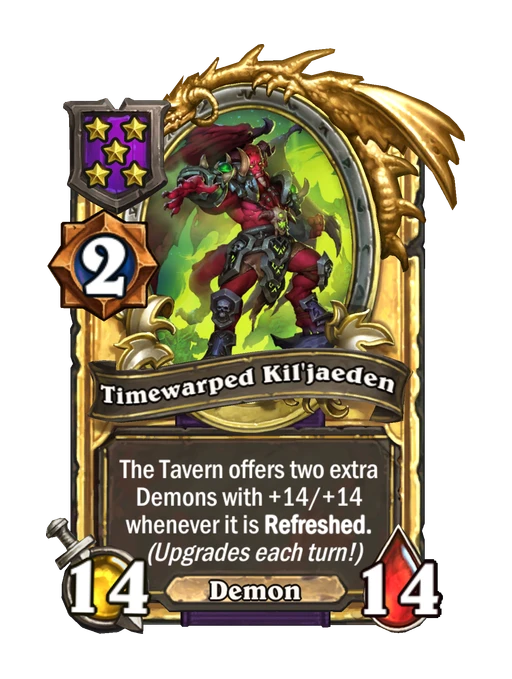 2
Timewarped Kil'jaeden
The Tavern offers two extra
Demons with +14/+14
whenever it is Refreshed.
(Upgrades each turn!)
14
Demon
14